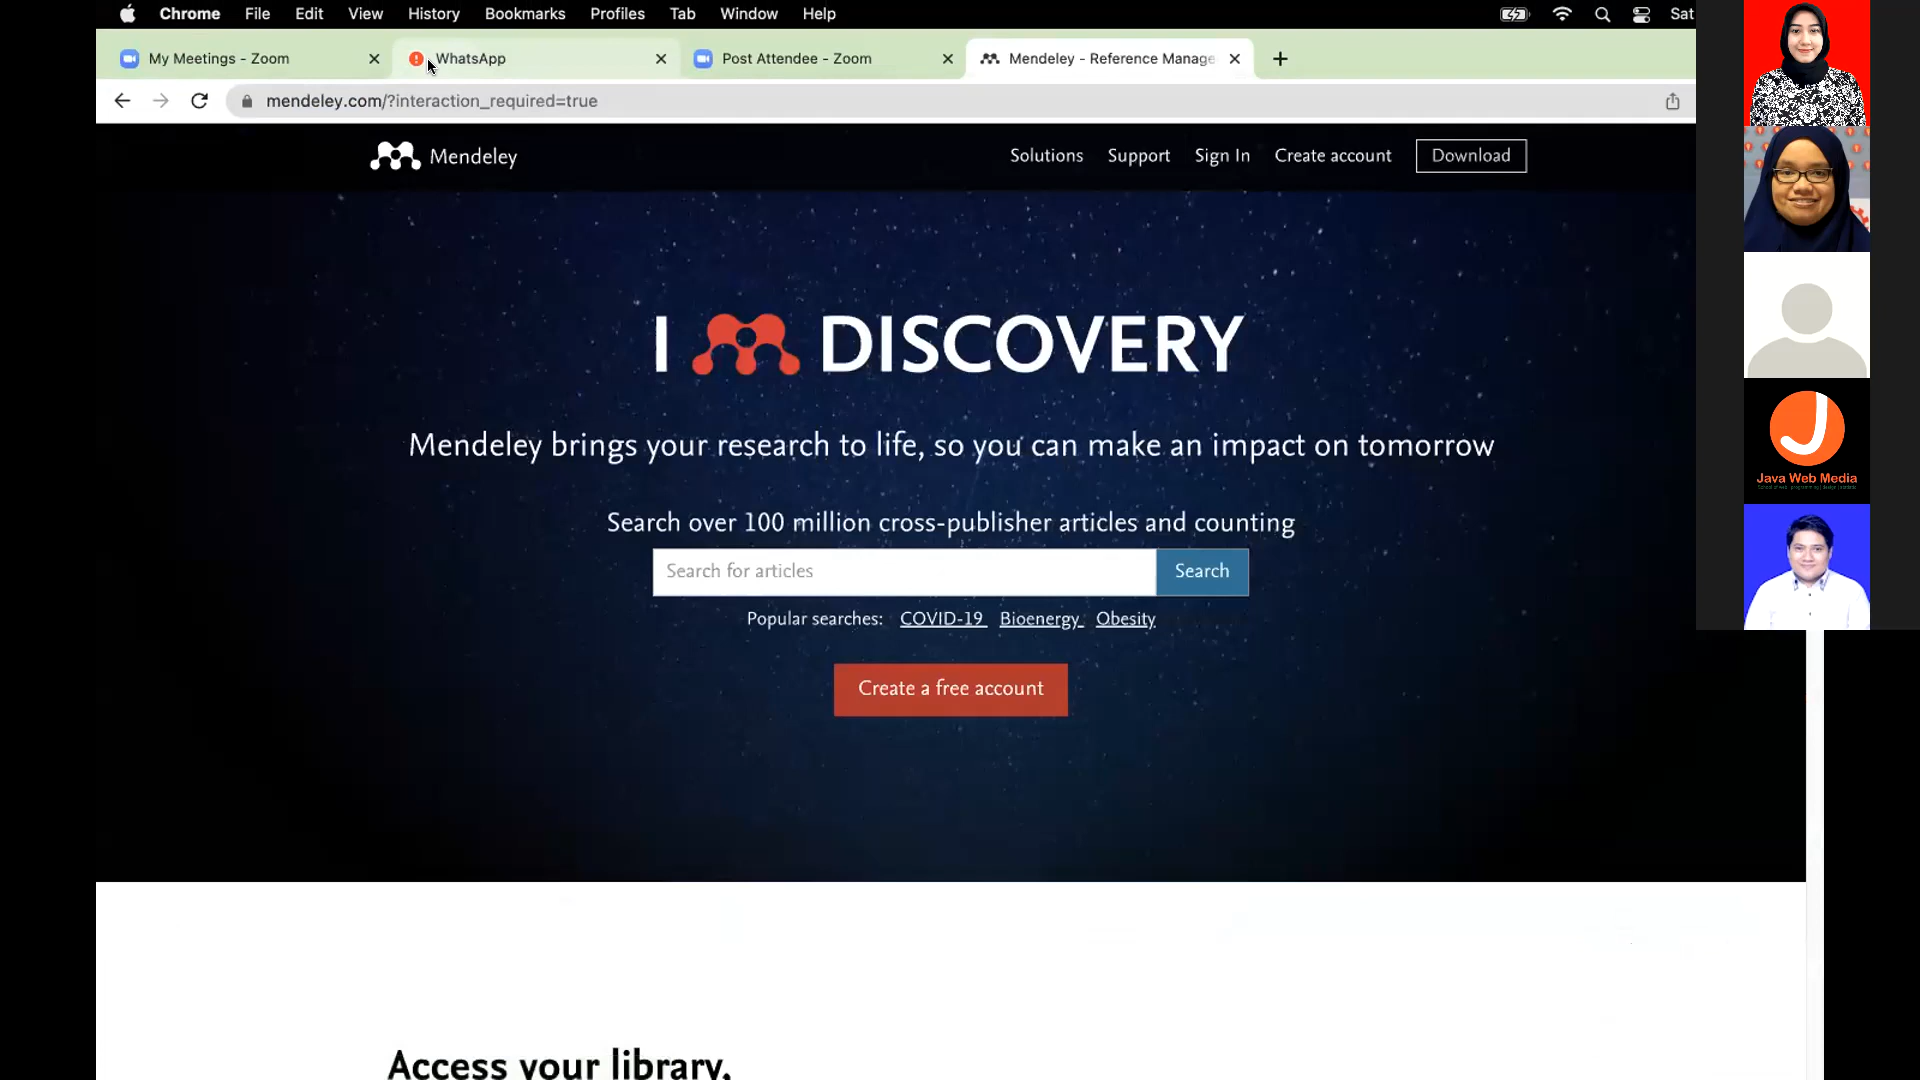 Chrome File Edit View History Bookmarks Profiles Tab Window Help Sat
My Meetings - Zoom
WhatsApp
Post Attendee - Zoom
Mendeley - Reference Manage
mendeley.com/?interaction_required=true
Mendeley
Solutions Support Sign In Create account Download
I DISCOVERY
Mendeley brings your research to life, so you can make an impact on tomorrow
Search over 100 million cross-publisher articles and counting
Search for articles
Search
Popular searches: COVID-19 Bioenergy Obesity
Create a free account
Access your library,
Java Web Media